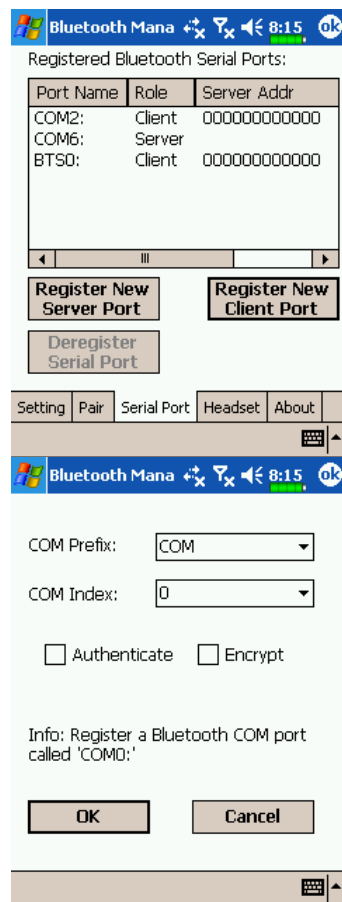 Bluetooth Mana 8:15 ok
Registered Bluetooth Serial Ports:
Port Name Role Server Addr
COM2: Client 000000000000
COM6: Server
BTS0: Client 000000000000
Register New Server Port
Register New Client Port
Deregister Serial Port
Setting Pair Serial Port Headset About
Bluetooth Mana 8:15 ok
COM Prefix: COM
COM Index: 0
Authenticate Encrypt
Info: Register a Bluetooth COM port
called 'COM0:'
OK Cancel